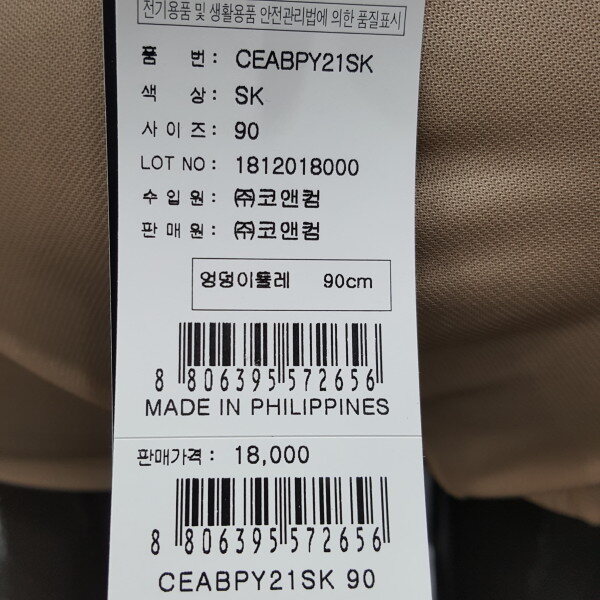 전기용품 및 생활용품 안전관리법에 의한 품질표시
품 번 : CEABPY21SK
색 상 : SK
사 이 즈 : 90
LOT NO : 1812018000
수 입 원 : ㈜코앤컴
판 매 원 : ㈜코앤컴
엉덩이둘레 90cm
8 806395 572656
MADE IN PHILIPPINES
판매가격 : 18,000
8 806395 572656
CEABPY21SK 90